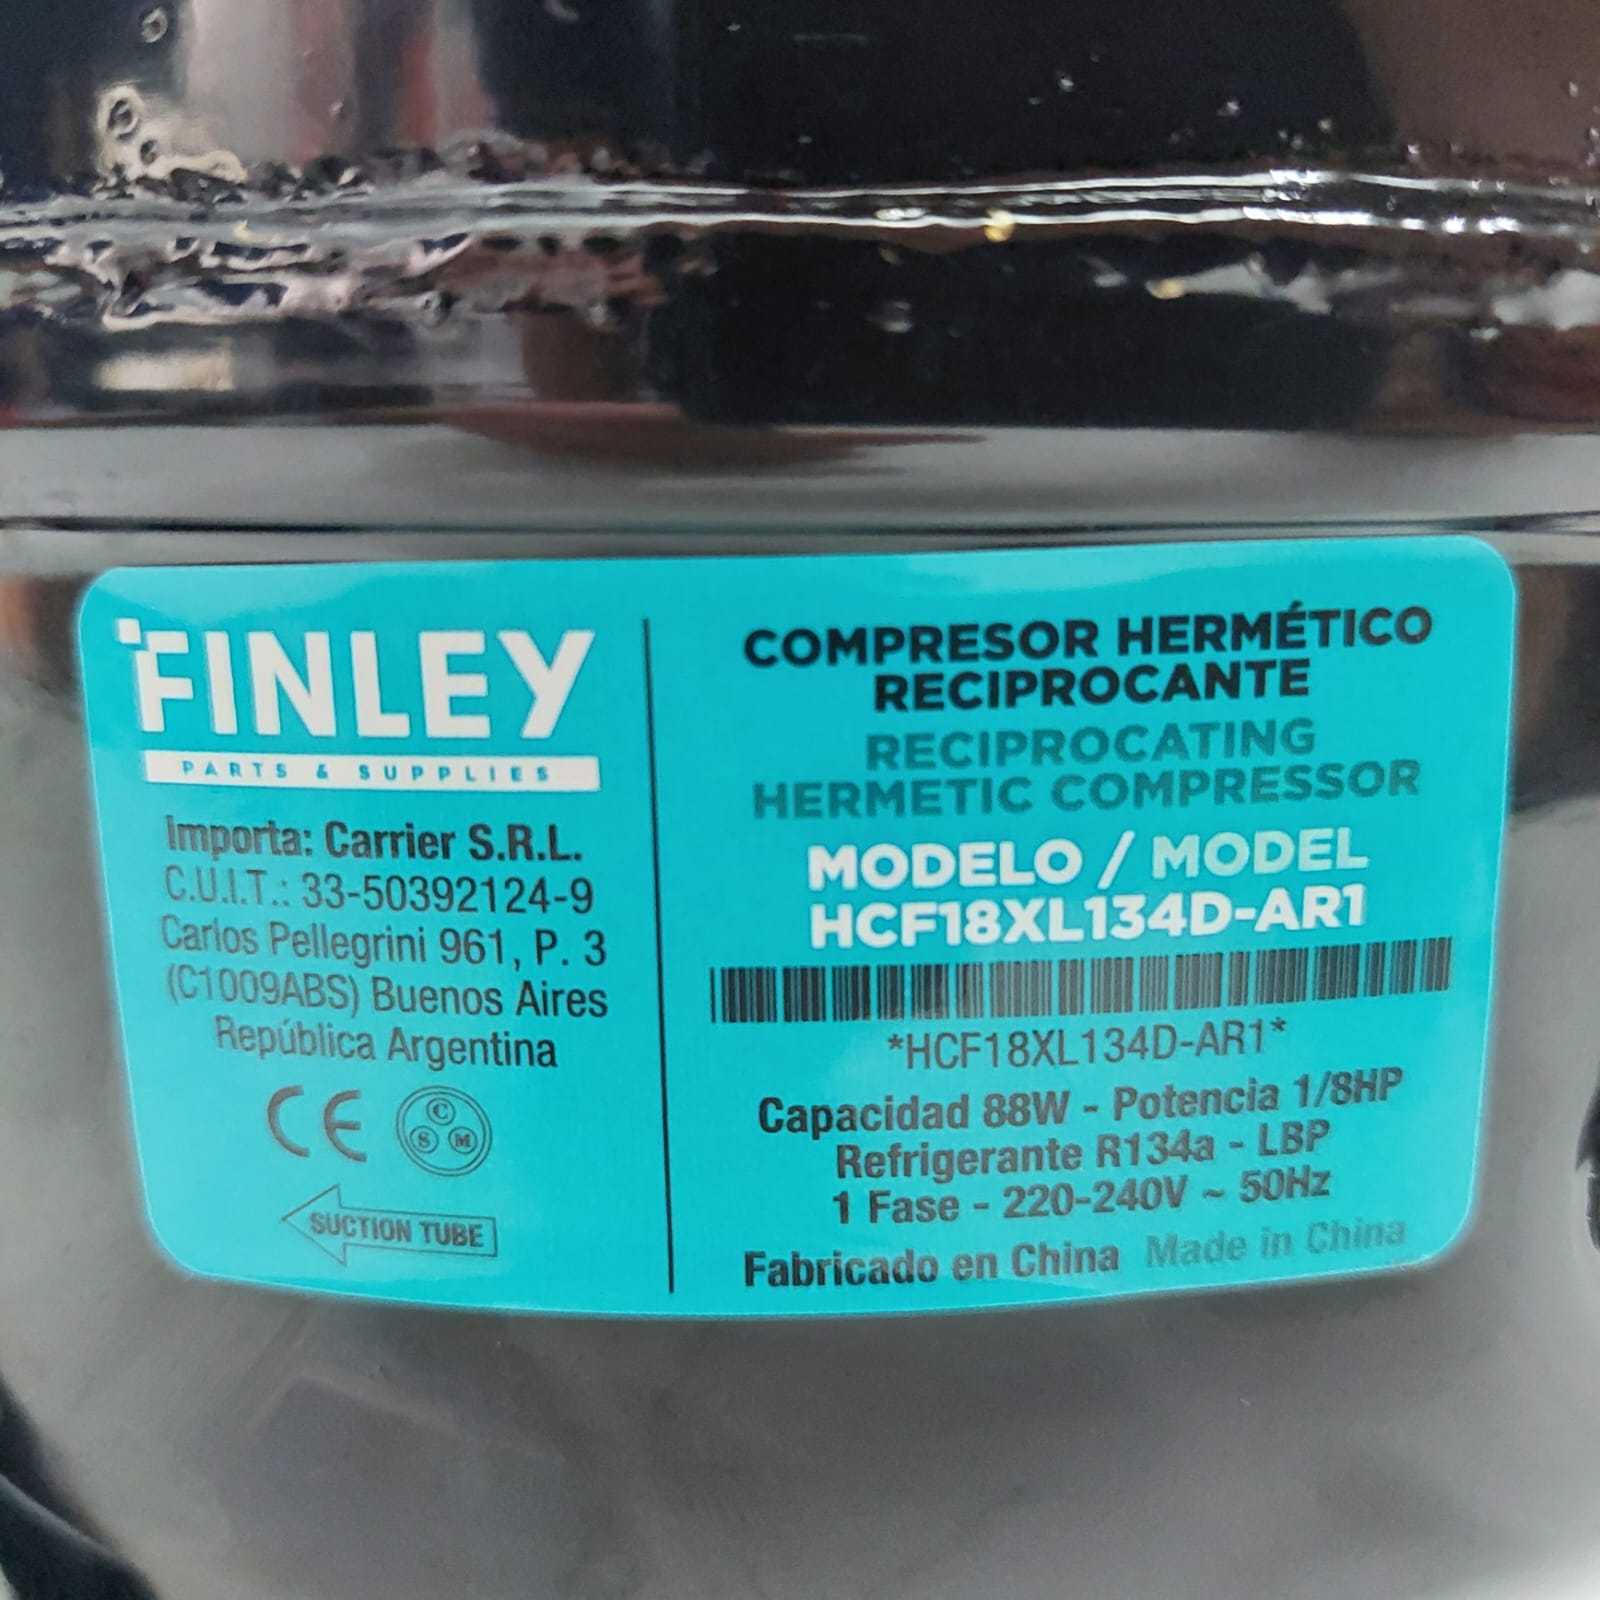 FINLEY
PARTS & SUPPLIES
Importa: Carrier S.R.L.
C.U.I.T.: 33-50392124-9
Carlos Pellegrini 961, P. 3
(C1009ABS) Buenos Aires
República Argentina
CE
C
S M
SUCTION TUBE
COMPRESOR HERMÉTICO
RECIPROCANTE
RECIPROCATING
HERMETIC COMPRESSOR
MODELO / MODEL
HCF18XL134D-AR1
*HCF18XL134D-AR1*
Capacidad 88W - Potencia 1/8HP
Refrigerante R134a - LBP
1 Fase - 220-240V ~ 50Hz
Fabricado en China Made in China